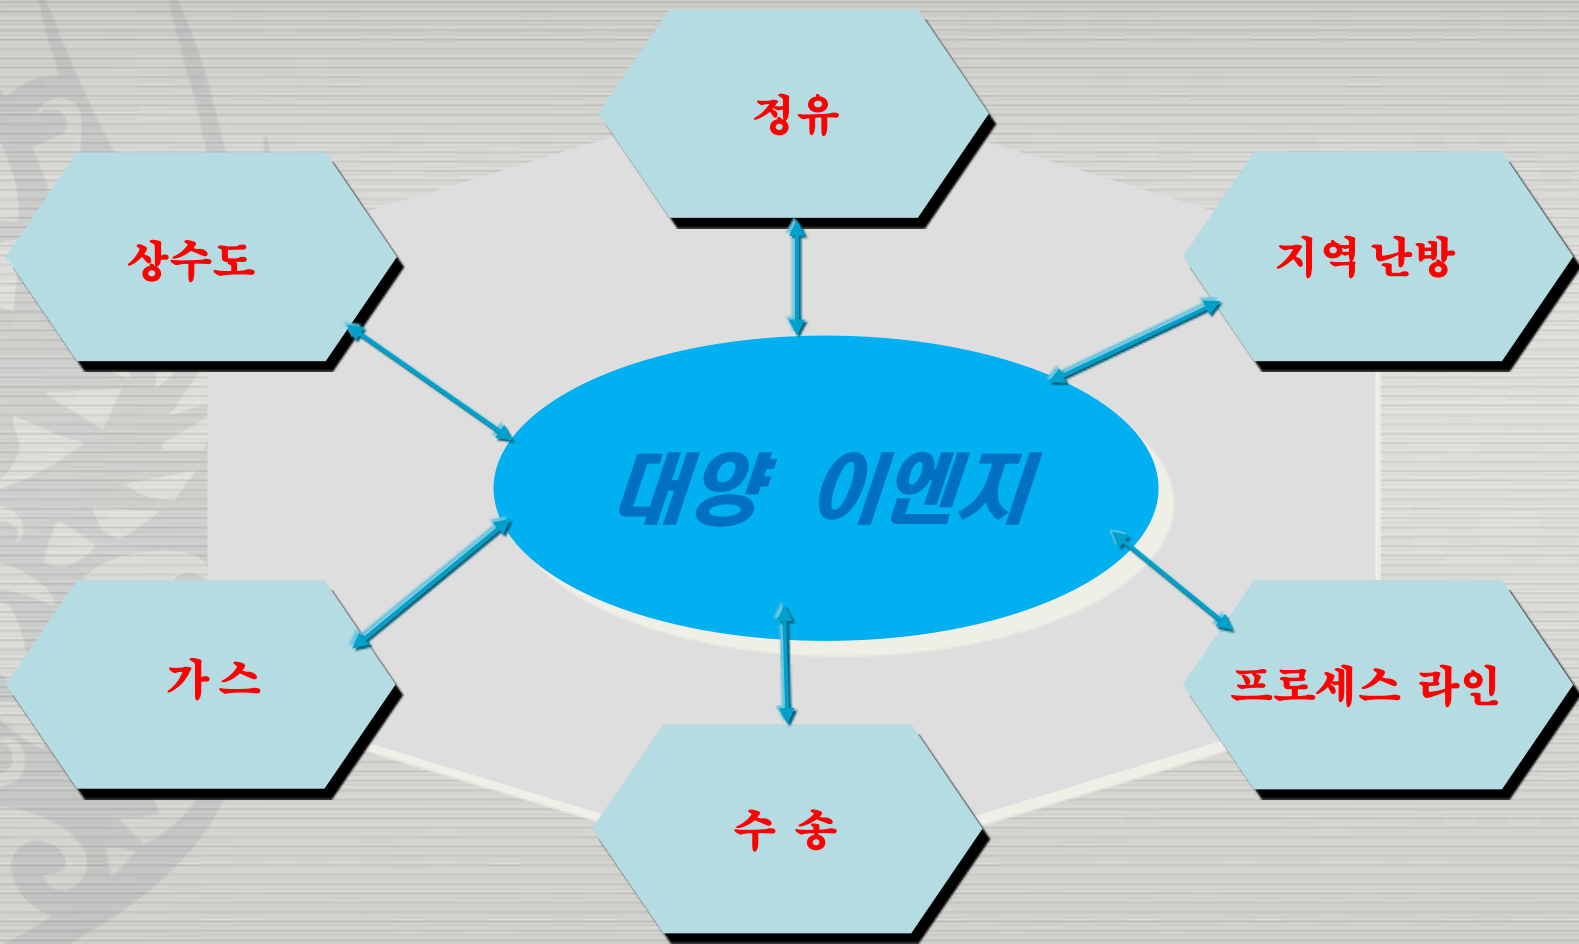 정유
상수도
지역 난방
대양 이엔지
가스
프로세스 라인
수 송